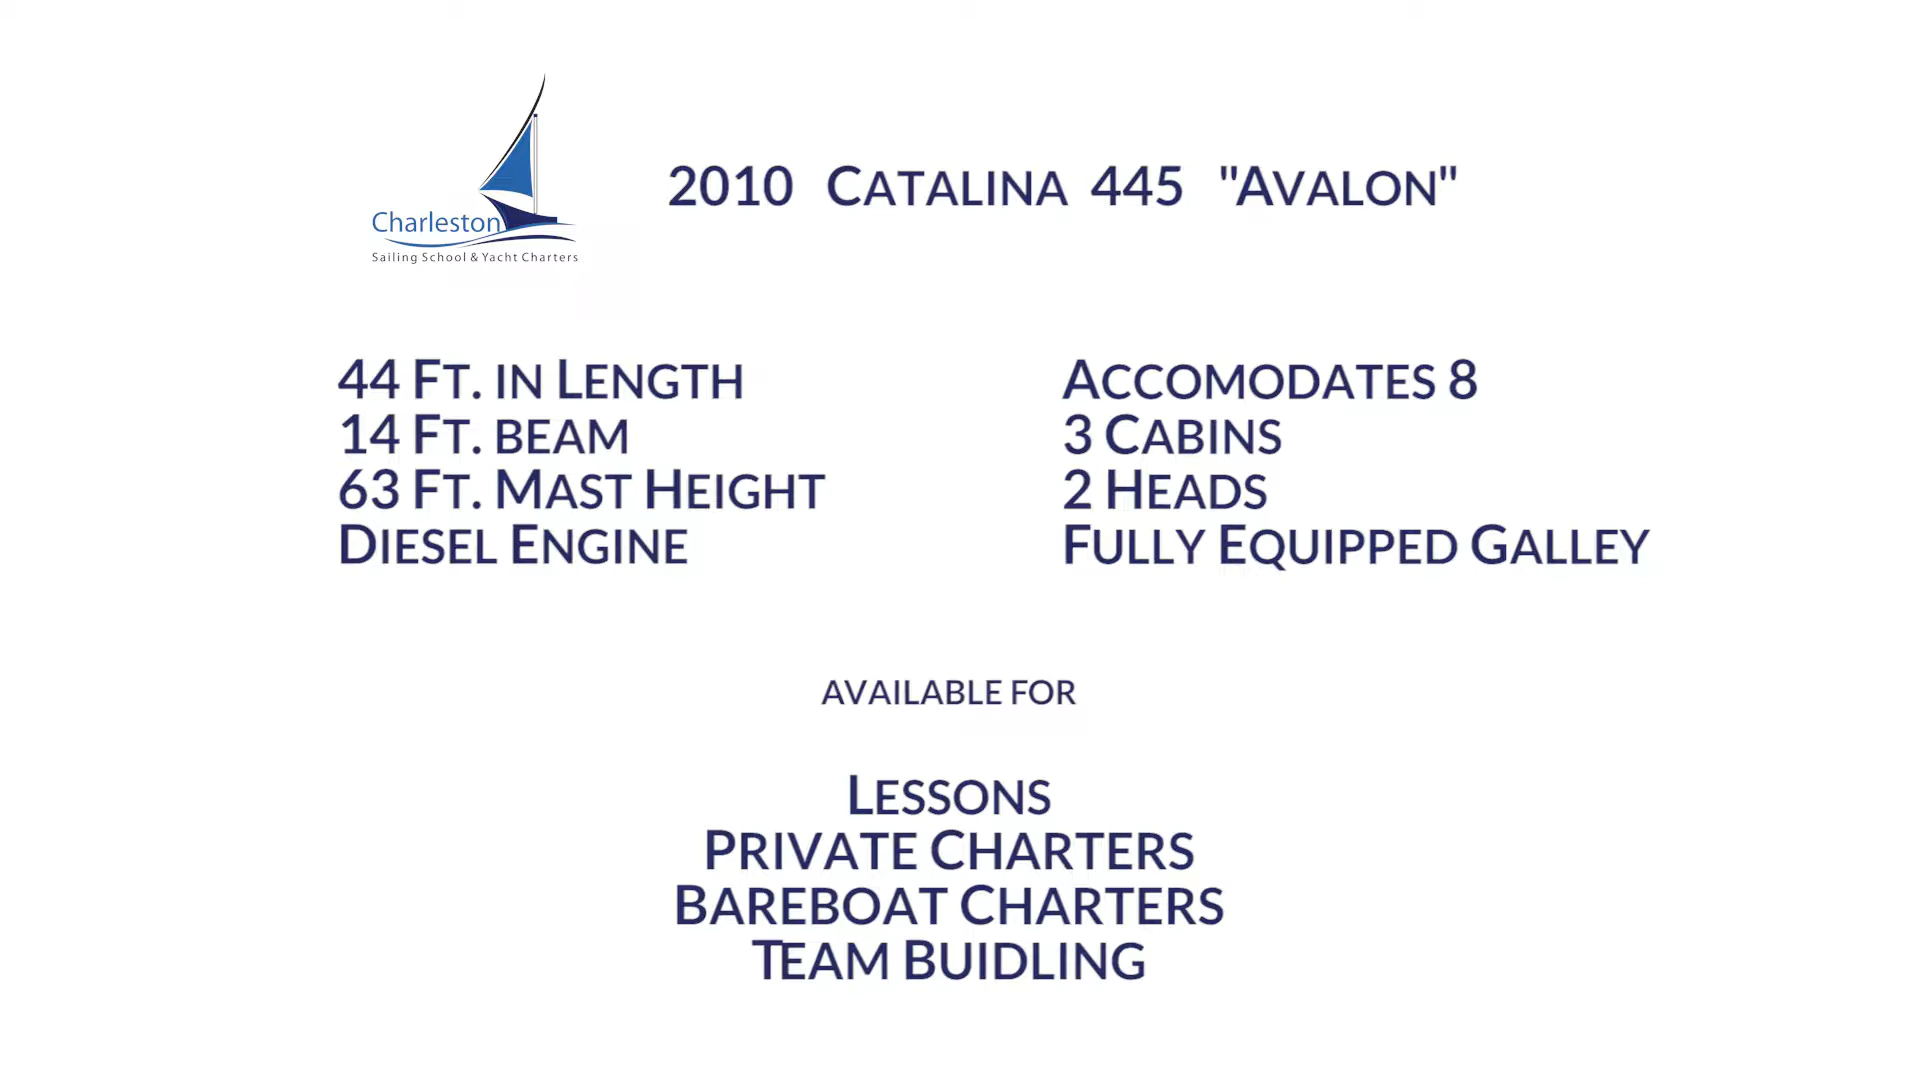 Charleston
Sailing School & Yacht Charters
2010 Catalina 445 "Avalon"
44 Ft. in Length
14 Ft. beam
63 Ft. Mast Height
Diesel Engine
Accomodates 8
3 Cabins
2 Heads
Fully Equipped Galley
AVAILABLE FOR
Lessons
Private Charters
Bareboat Charters
Team Buidling